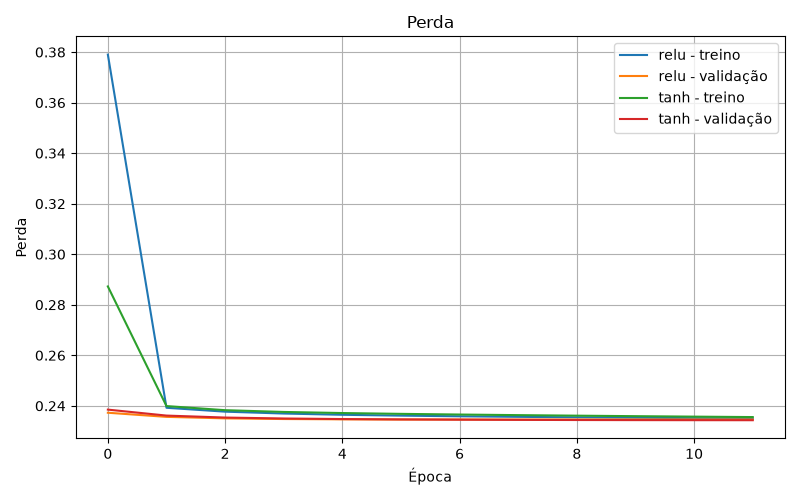 Perda
relu - treino
relu - validação
tanh - treino
tanh - validação
Perda
0.38
0.36
0.34
0.32
0.30
0.28
0.26
0.24
0 2 4 6 8 10
Época